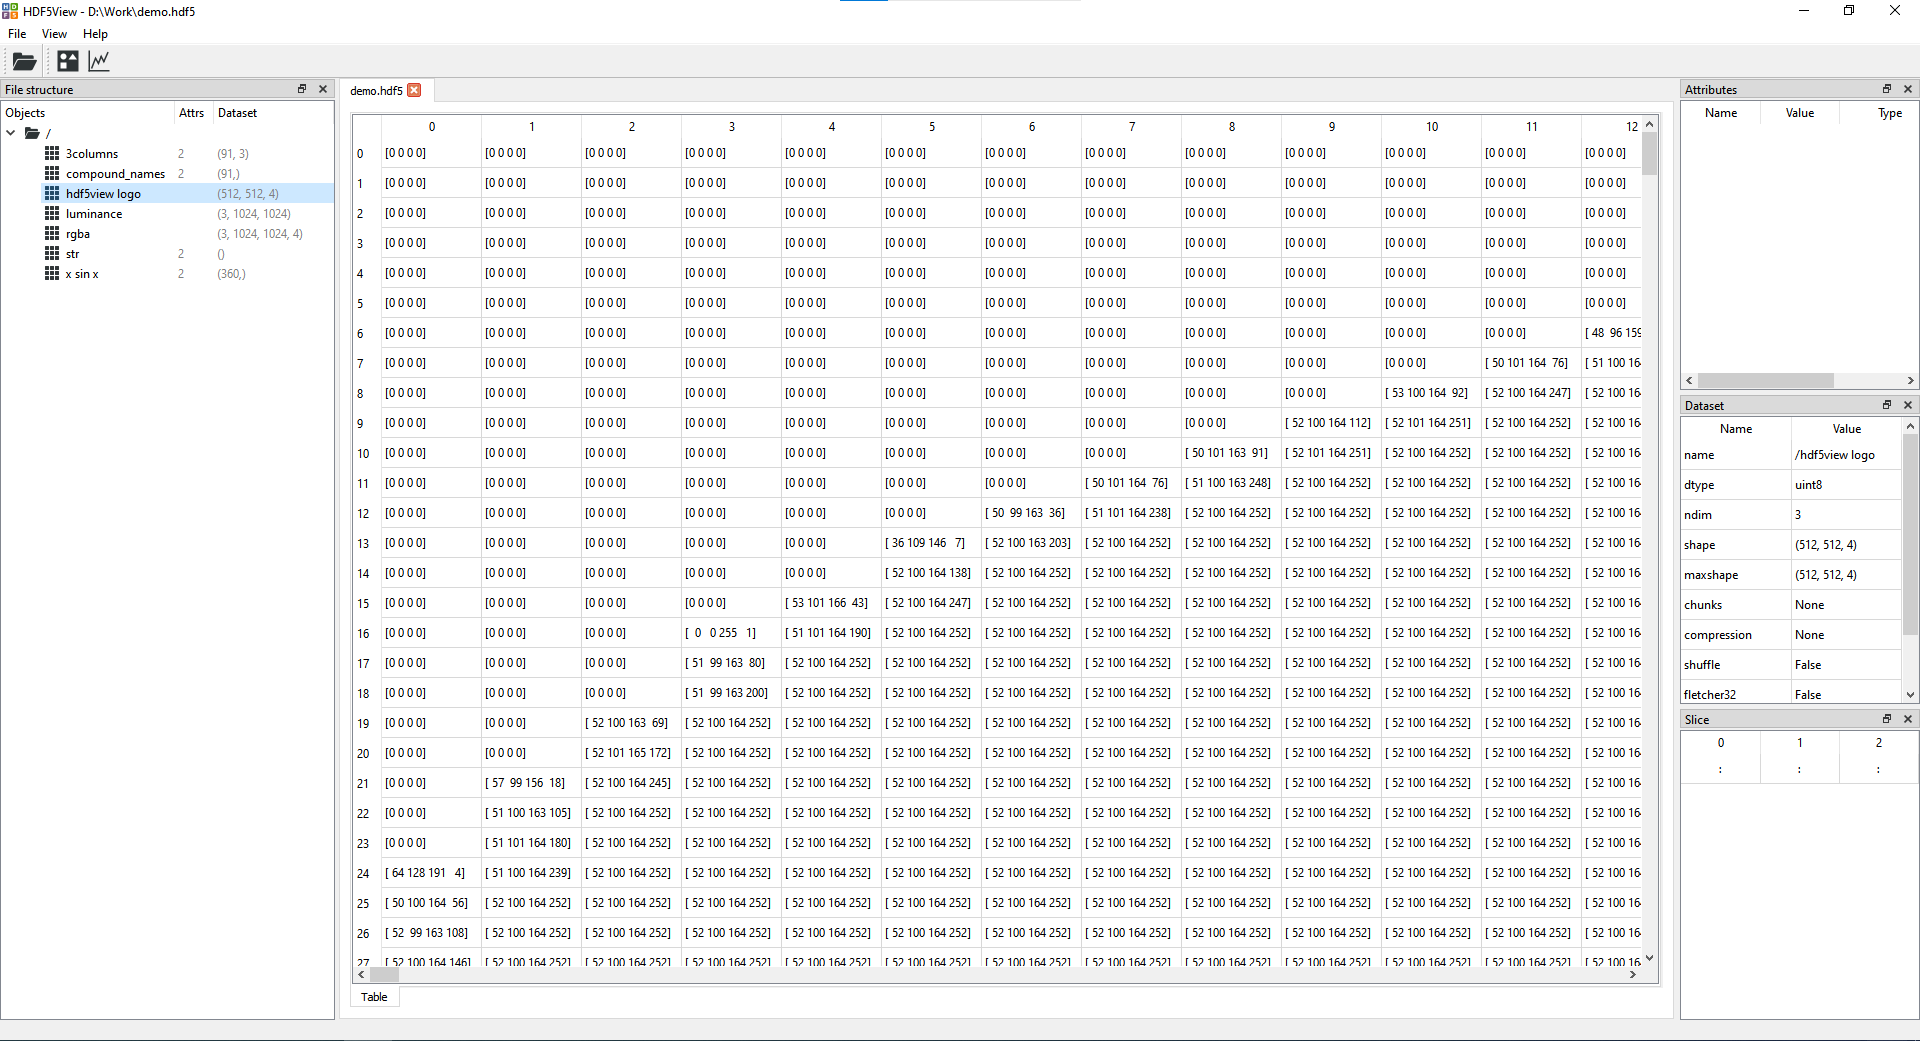 HDF5View - D:\Work\demo.hdf5
File View Help
File structure
Objects Attrs Dataset
/
3columns 2 (91, 3)
compound_names 2 (91,)
hdf5view logo (512, 512, 4)
luminance (3, 1024, 1024)
rgba (3, 1024, 1024, 4)
str 2 ()
x sin x 2 (360,)
demo.hdf5
0 1 2 3 4 5 6 7 8 9 10 11 12
0 [0 0 0 0] [0 0 0 0] [0 0 0 0] [0 0 0 0] [0 0 0 0] [0 0 0 0] [0 0 0 0] [0 0 0 0] [0 0 0 0] [0 0 0 0] [0 0 0 0] [0 0 0 0] [0 0 0 0]
1 [0 0 0 0] [0 0 0 0] [0 0 0 0] [0 0 0 0] [0 0 0 0] [0 0 0 0] [0 0 0 0] [0 0 0 0] [0 0 0 0] [0 0 0 0] [0 0 0 0] [0 0 0 0] [0 0 0 0]
2 [0 0 0 0] [0 0 0 0] [0 0 0 0] [0 0 0 0] [0 0 0 0] [0 0 0 0] [0 0 0 0] [0 0 0 0] [0 0 0 0] [0 0 0 0] [0 0 0 0] [0 0 0 0] [0 0 0 0]
3 [0 0 0 0] [0 0 0 0] [0 0 0 0] [0 0 0 0] [0 0 0 0] [0 0 0 0] [0 0 0 0] [0 0 0 0] [0 0 0 0] [0 0 0 0] [0 0 0 0] [0 0 0 0] [0 0 0 0]
4 [0 0 0 0] [0 0 0 0] [0 0 0 0] [0 0 0 0] [0 0 0 0] [0 0 0 0] [0 0 0 0] [0 0 0 0] [0 0 0 0] [0 0 0 0] [0 0 0 0] [0 0 0 0] [0 0 0 0]
5 [0 0 0 0] [0 0 0 0] [0 0 0 0] [0 0 0 0] [0 0 0 0] [0 0 0 0] [0 0 0 0] [0 0 0 0] [0 0 0 0] [0 0 0 0] [0 0 0 0] [0 0 0 0] [0 0 0 0]
6 [0 0 0 0] [0 0 0 0] [0 0 0 0] [0 0 0 0] [0 0 0 0] [0 0 0 0] [0 0 0 0] [0 0 0 0] [0 0 0 0] [0 0 0 0] [0 0 0 0] [0 0 0 0] [ 48 96 159
7 [0 0 0 0] [0 0 0 0] [0 0 0 0] [0 0 0 0] [0 0 0 0] [0 0 0 0] [0 0 0 0] [0 0 0 0] [0 0 0 0] [0 0 0 0] [0 0 0 0] [ 50 101 164 76] [ 51 100 16
8 [0 0 0 0] [0 0 0 0] [0 0 0 0] [0 0 0 0] [0 0 0 0] [0 0 0 0] [0 0 0 0] [0 0 0 0] [0 0 0 0] [0 0 0 0] [ 53 100 164 92] [ 52 100 164 247] [ 52 100 16
9 [0 0 0 0] [0 0 0 0] [0 0 0 0] [0 0 0 0] [0 0 0 0] [0 0 0 0] [0 0 0 0] [0 0 0 0] [0 0 0 0] [ 52 100 164 112] [ 52 101 164 251] [ 52 100 164 252] [ 52 100 16
10 [0 0 0 0] [0 0 0 0] [0 0 0 0] [0 0 0 0] [0 0 0 0] [0 0 0 0] [0 0 0 0] [0 0 0 0] [ 50 101 163 91] [ 52 101 164 251] [ 52 100 164 252] [ 52 100 164 252] [ 52 100 16
11 [0 0 0 0] [0 0 0 0] [0 0 0 0] [0 0 0 0] [0 0 0 0] [0 0 0 0] [0 0 0 0] [ 50 101 164 76] [ 51 100 163 248] [ 52 100 164 252] [ 52 100 164 252] [ 52 100 164 252] [ 52 100 16
12 [0 0 0 0] [0 0 0 0] [0 0 0 0] [0 0 0 0] [0 0 0 0] [0 0 0 0] [ 50 99 163 36] [ 51 101 164 238] [ 52 100 164 252] [ 52 100 164 252] [ 52 100 164 252] [ 52 100 164 252] [ 52 100 16
13 [0 0 0 0] [0 0 0 0] [0 0 0 0] [0 0 0 0] [0 0 0 0] [ 36 109 146 7] [ 52 100 163 203] [ 52 100 164 252] [ 52 100 164 252] [ 52 100 164 252] [ 52 100 164 252] [ 52 100 164 252] [ 52 100 16
14 [0 0 0 0] [0 0 0 0] [0 0 0 0] [0 0 0 0] [0 0 0 0] [ 52 100 164 138] [ 52 100 164 252] [ 52 100 164 252] [ 52 100 164 252] [ 52 100 164 252] [ 52 100 164 252] [ 52 100 164 252] [ 52 100 16
15 [0 0 0 0] [0 0 0 0] [0 0 0 0] [0 0 0 0] [ 53 101 166 43] [ 52 100 164 247] [ 52 100 164 252] [ 52 100 164 252] [ 52 100 164 252] [ 52 100 164 252] [ 52 100 164 252] [ 52 100 164 252] [ 52 100 16
16 [0 0 0 0] [0 0 0 0] [0 0 0 0] [ 0 0 255 1] [ 51 101 164 190] [ 52 100 164 252] [ 52 100 164 252] [ 52 100 164 252] [ 52 100 164 252] [ 52 100 164 252] [ 52 100 164 252] [ 52 100 164 252] [ 52 100 16
17 [0 0 0 0] [0 0 0 0] [0 0 0 0] [ 51 99 163 80] [ 52 100 164 252] [ 52 100 164 252] [ 52 100 164 252] [ 52 100 164 252] [ 52 100 164 252] [ 52 100 164 252] [ 52 100 164 252] [ 52 100 164 252] [ 52 100 16
18 [0 0 0 0] [0 0 0 0] [0 0 0 0] [ 51 99 163 200] [ 52 100 164 252] [ 52 100 164 252] [ 52 100 164 252] [ 52 100 164 252] [ 52 100 164 252] [ 52 100 164 252] [ 52 100 164 252] [ 52 100 164 252] [ 52 100 16
19 [0 0 0 0] [0 0 0 0] [ 52 100 163 69] [ 52 100 164 252] [ 52 100 164 252] [ 52 100 164 252] [ 52 100 164 252] [ 52 100 164 252] [ 52 100 164 252] [ 52 100 164 252] [ 52 100 164 252] [ 52 100 164 252] [ 52 100 16
20 [0 0 0 0] [0 0 0 0] [ 52 101 165 172] [ 52 100 164 252] [ 52 100 164 252] [ 52 100 164 252] [ 52 100 164 252] [ 52 100 164 252] [ 52 100 164 252] [ 52 100 164 252] [ 52 100 164 252] [ 52 100 164 252] [ 52 100 16
21 [0 0 0 0] [ 57 99 156 18] [ 52 100 164 245] [ 52 100 164 252] [ 52 100 164 252] [ 52 100 164 252] [ 52 100 164 252] [ 52 100 164 252] [ 52 100 164 252] [ 52 100 164 252] [ 52 100 164 252] [ 52 100 164 252] [ 52 100 16
22 [0 0 0 0] [ 51 100 163 105] [ 52 100 164 252] [ 52 100 164 252] [ 52 100 164 252] [ 52 100 164 252] [ 52 100 164 252] [ 52 100 164 252] [ 52 100 164 252] [ 52 100 164 252] [ 52 100 164 252] [ 52 100 164 252] [ 52 100 16
23 [0 0 0 0] [ 51 101 164 180] [ 52 100 164 252] [ 52 100 164 252] [ 52 100 164 252] [ 52 100 164 252] [ 52 100 164 252] [ 52 100 164 252] [ 52 100 164 252] [ 52 100 164 252] [ 52 100 164 252] [ 52 100 164 252] [ 52 100 16
24 [ 64 128 191 4] [ 51 100 164 239] [ 52 100 164 252] [ 52 100 164 252] [ 52 100 164 252] [ 52 100 164 252] [ 52 100 164 252] [ 52 100 164 252] [ 52 100 164 252] [ 52 100 164 252] [ 52 100 164 252] [ 52 100 164 252] [ 52 100 16
25 [ 50 100 164 56] [ 52 100 164 252] [ 52 100 164 252] [ 52 100 164 252] [ 52 100 164 252] [ 52 100 164 252] [ 52 100 164 252] [ 52 100 164 252] [ 52 100 164 252] [ 52 100 164 252] [ 52 100 164 252] [ 52 100 164 252] [ 52 100 16
26 [ 52 99 163 108] [ 52 100 164 252] [ 52 100 164 252] [ 52 100 164 252] [ 52 100 164 252] [ 52 100 164 252] [ 52 100 164 252] [ 52 100 164 252] [ 52 100 164 252] [ 52 100 164 252] [ 52 100 164 252] [ 52 100 164 252] [ 52 100 16
27 [ 52 100 164 146] [ 52 100 164 252] [ 52 100 164 252] [ 52 100 164 252] [ 52 100 164 252] [ 52 100 164 252] [ 52 100 164 252] [ 52 100 164 252] [ 52 100 164 252] [ 52 100 164 252] [ 52 100 164 252] [ 52 100 164 252] [ 52 100 16
Table
Attributes
Name Value Type
Dataset
Name Value
name /hdf5view logo
dtype uint8
ndim 3
shape (512, 512, 4)
maxshape (512, 512, 4)
chunks None
compression None
shuffle False
fletcher32 False
Slice
0 1 2
: : :